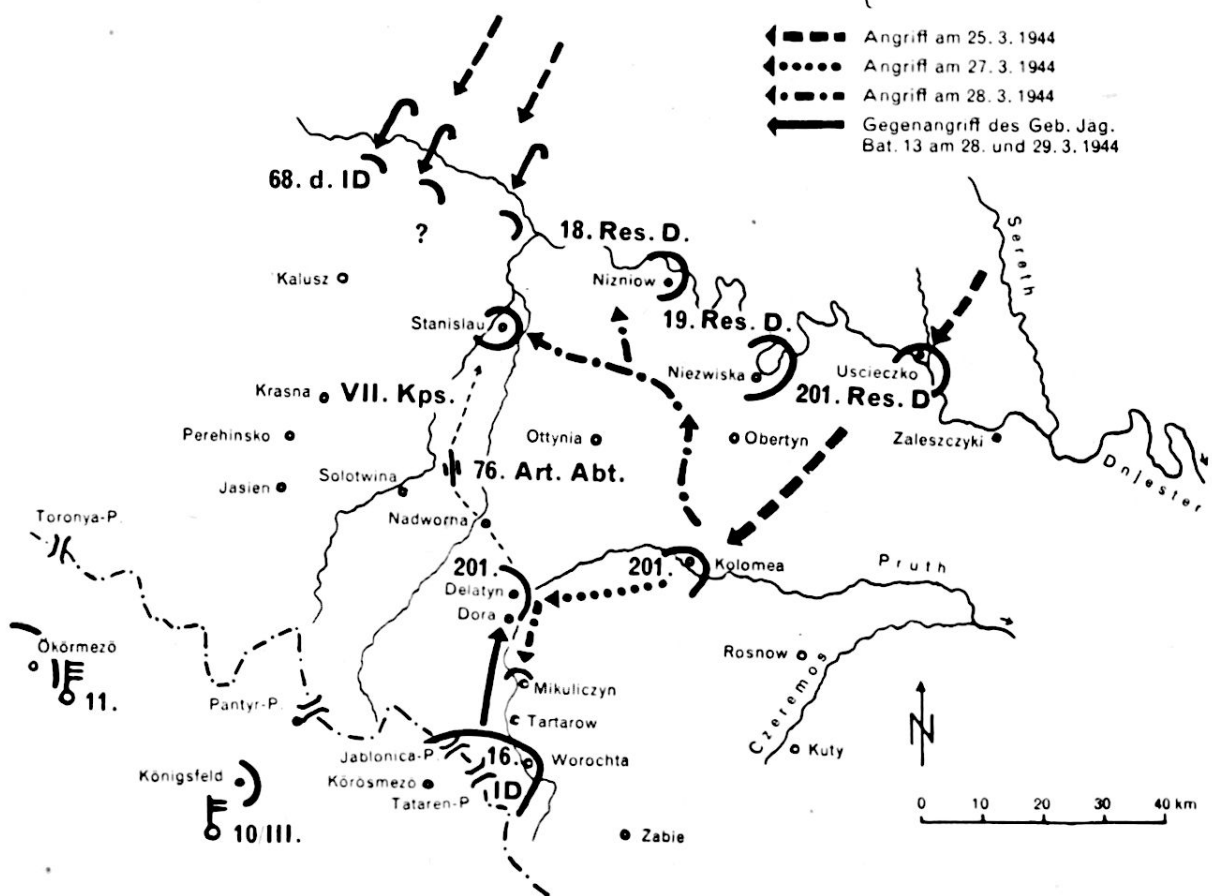 Angriff am 25. 3. 1944
Angriff am 27. 3. 1944
Angriff am 28. 3. 1944
Gegenangriff des Geb. Jag.
Bat. 13 am 28. und 29. 3. 1944
68. d. ID
?
18. Res. D.
Sereth
Kalusz
Nizniow
Stanislau
19. Res. D.
Niezwiska
Uscieczko
201. Res. D
Krasna
VII. Kps.
Perehinsko
Ottynia
Obertyn
Zaleszczyki
Dnjester
76. Art. Abt.
Jasien
Solotwina
Toronya-P.
Nadworna
201.
201.
Kolomea
Pruth
Delatyn
Dora
Ökörmezö
11.
Rosnow
Czeremos
Mikuliczyn
Pantyr-P.
Tartarow
N
Jablonica-P.
16.
ID
Worochta
Kuty
Königsfeld
Körösmezö
Tataren-P
10/III.
Zabie
0 10 20 30 40 km